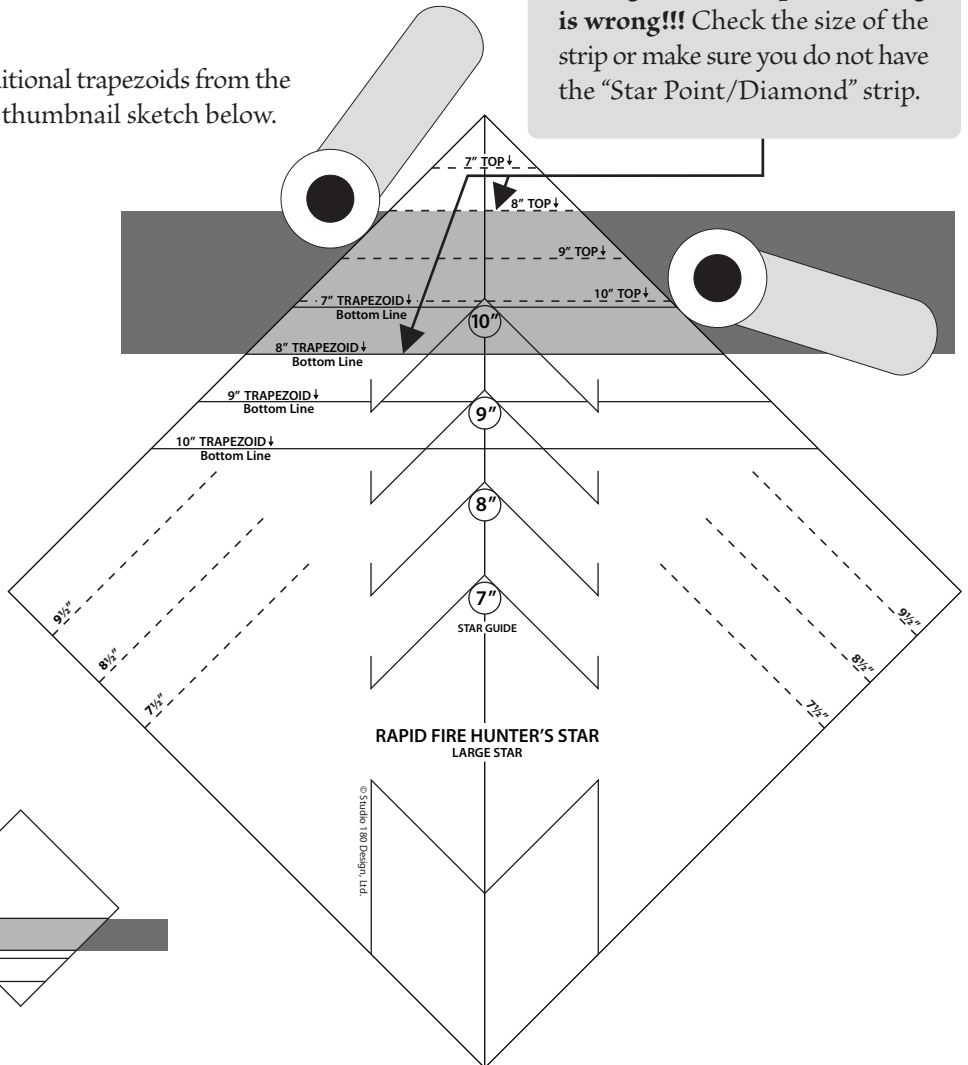 is wrong!!! Check the size of the
strip or make sure you do not have
the “Star Point/Diamond” strip.
ditional trapezoids from the
thumbnail sketch below.
7” TOP↓
8” TOP↓
9” TOP↓
10” TOP↓
7” TRAPEZOID↓
Bottom Line
10”
8” TRAPEZOID↓
Bottom Line
9” TRAPEZOID↓
Bottom Line
9”
10” TRAPEZOID↓
Bottom Line
8”
7”
STAR GUIDE
9½”
8½”
7½”
9½”
8½”
7½”
RAPID FIRE HUNTER’S STAR
LARGE STAR
© Studio 180 Design, Ltd.